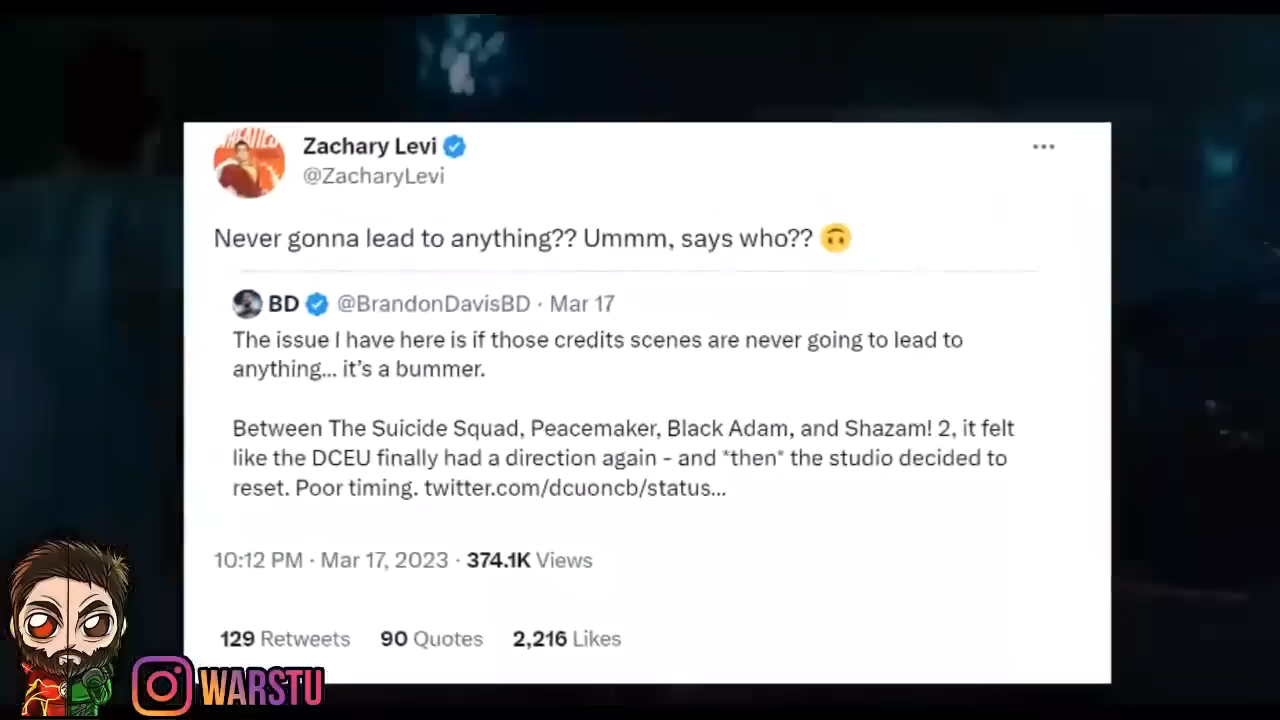 Zachary Levi
@ZacharyLevi
Never gonna lead to anything?? Ummm, says who?? 🙃
BD @BrandonDavisBD · Mar 17
The issue I have here is if those credits scenes are never going to lead to
anything... it's a bummer.
Between The Suicide Squad, Peacemaker, Black Adam, and Shazam! 2, it felt
like the DCEU finally had a direction again - and *then* the studio decided to
reset. Poor timing. twitter.com/dcuoncb/status...
10:12 PM · Mar 17, 2023 · 374.1K Views
129 Retweets 90 Quotes 2,216 Likes
WARSTU